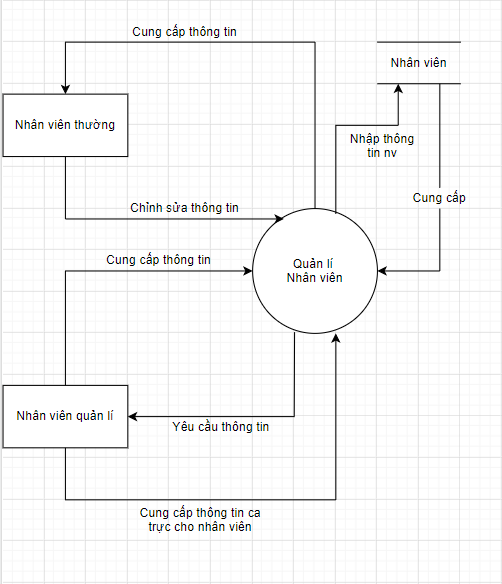 Cung cấp thông tin
Nhân viên
Nhân viên thường
Nhập thông
tin nv
Cung cấp
Chỉnh sửa thông tin
Cung cấp thông tin
Quản lí
Nhân viên
Nhân viên quản lí
Yêu cầu thông tin
Cung cấp thông tin ca
trực cho nhân viên